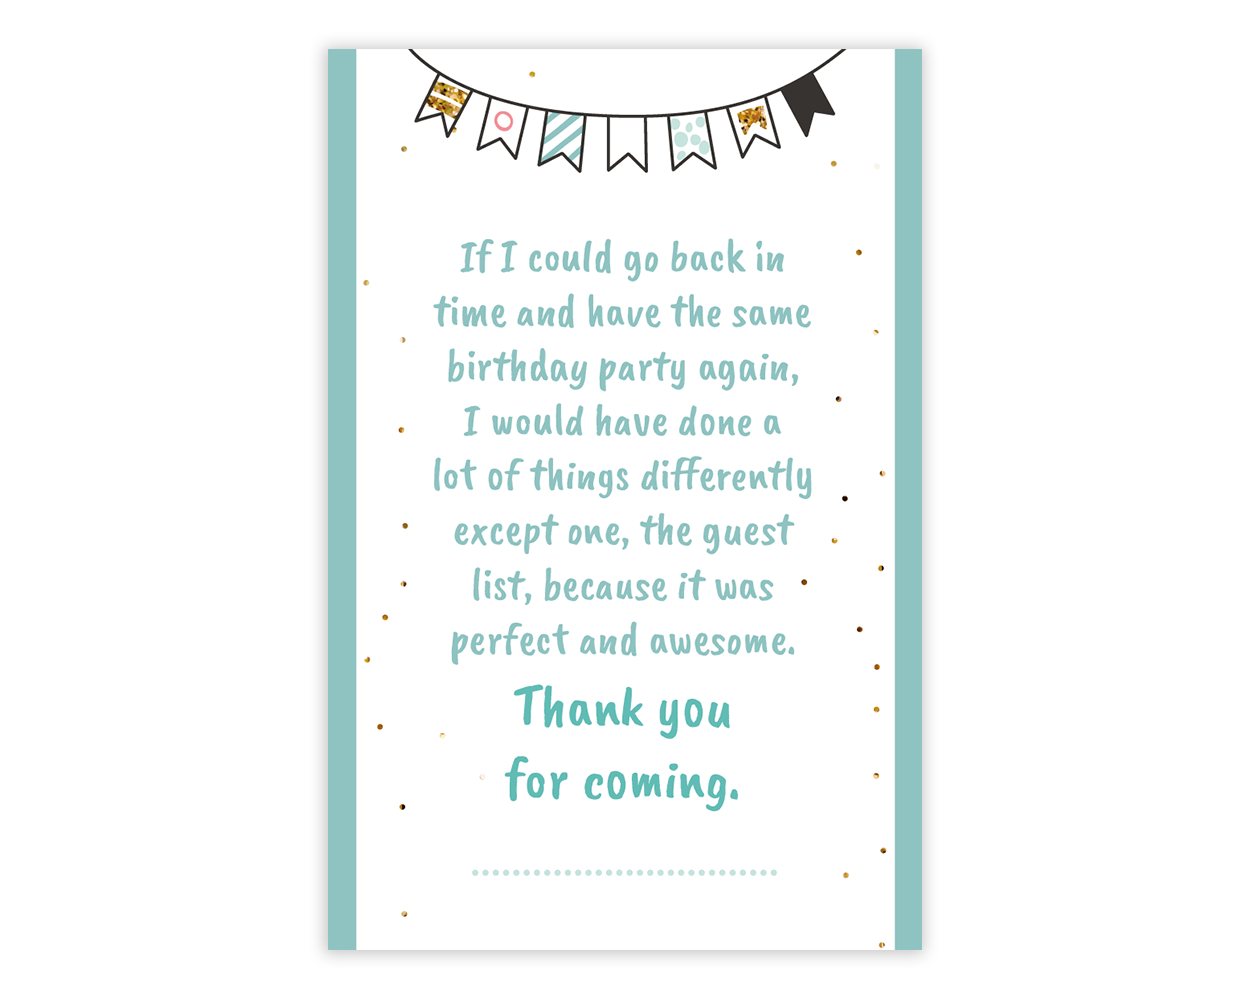 If I could go back in
time and have the same
birthday party again,
I would have done a
lot of things differently
except one, the guest
list, because it was
perfect and awesome.
Thank you
for coming.